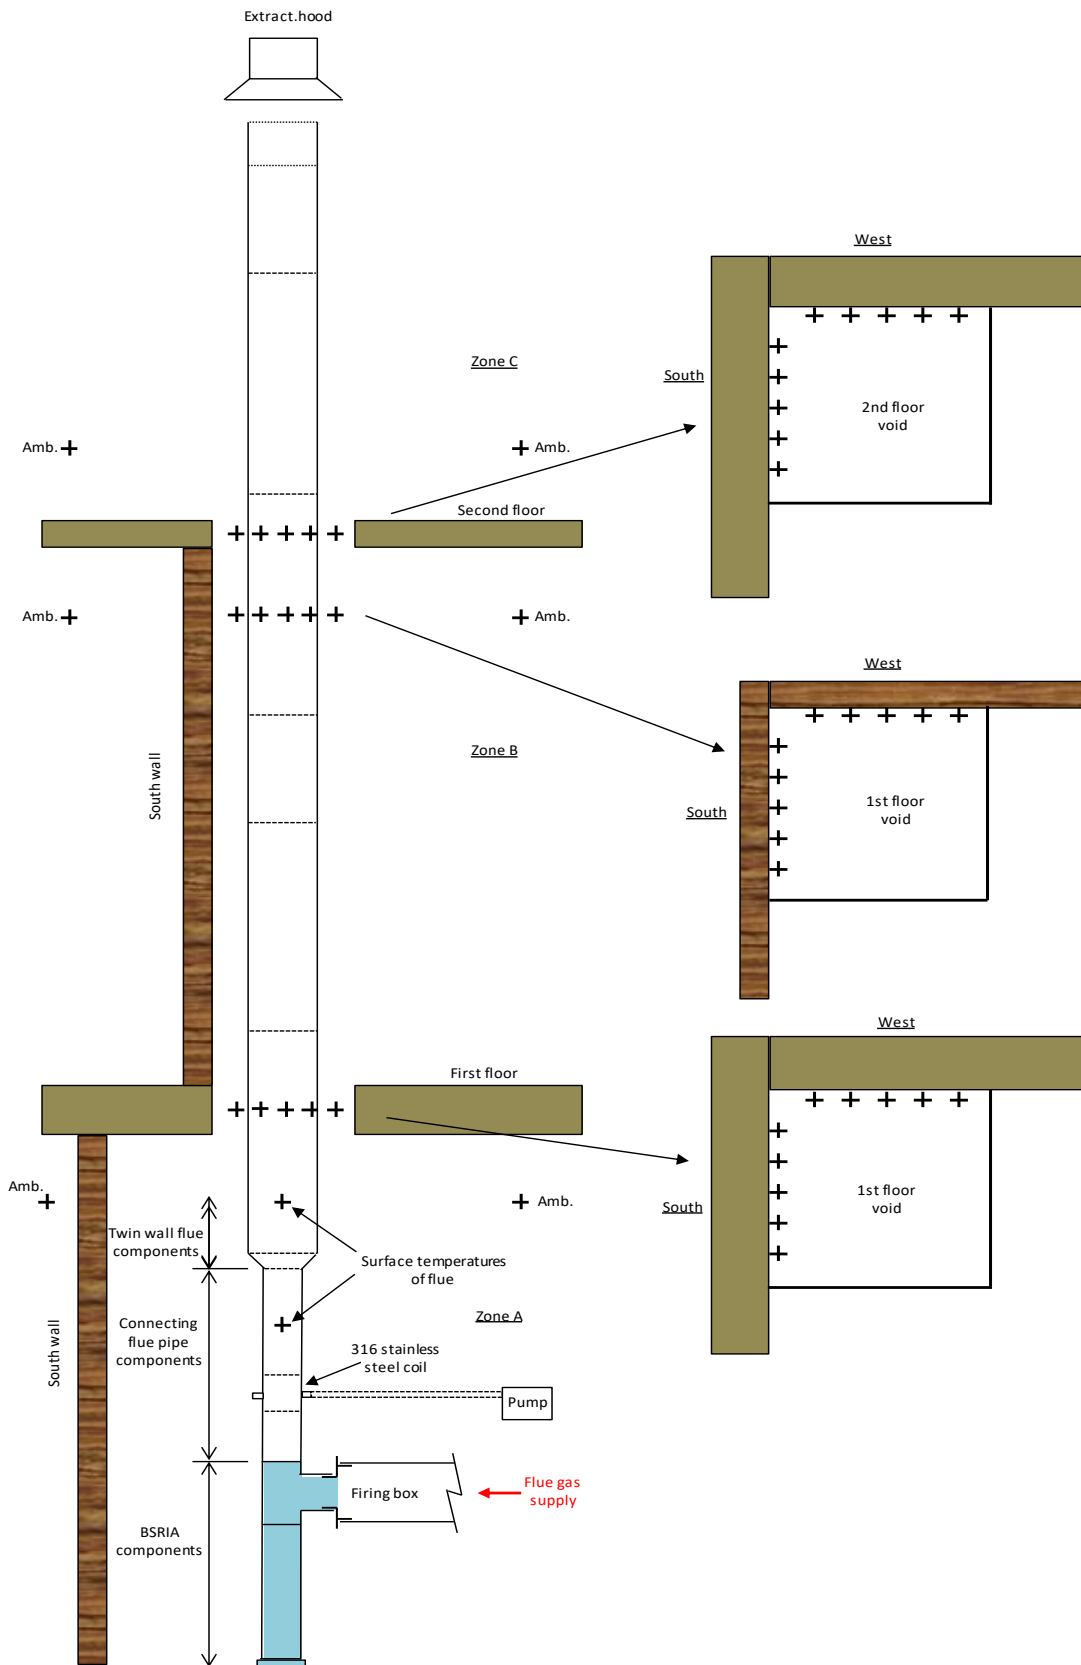 Extract.hood
West
Zone C
South
2nd floor
void
Amb.
Amb.
Second floor
Amb.
Amb.
West
South wall
Zone B
1st floor
void
South
West
First floor
Amb.
Amb.
1st floor
void
South
Twin wall flue
components
Surface temperatures
of flue
Zone A
Connecting
flue pipe
components
South wall
316 stainless
steel coil
Pump
Firing box
Flue gas
supply
BSRIA
components